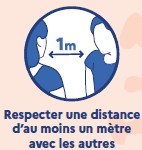 1m
Respecter une distance
d'au moins un mètre
avec les autres